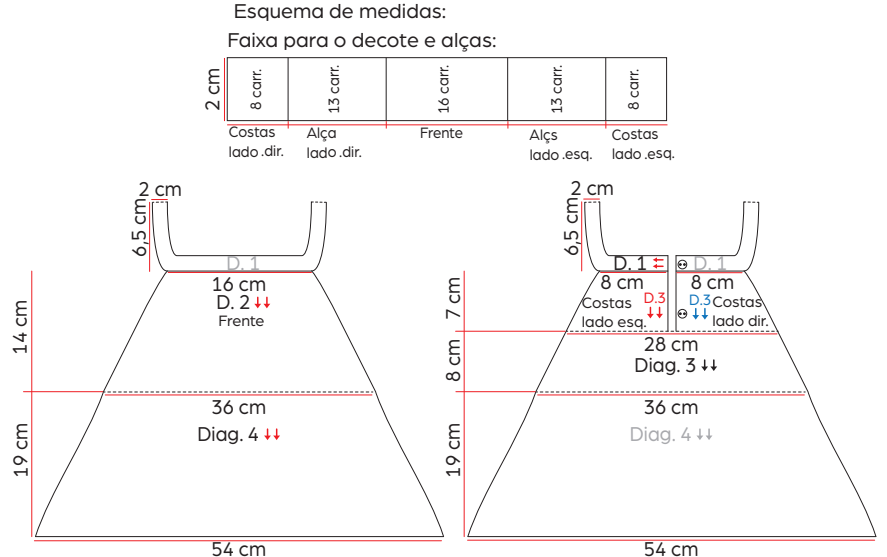 Esquema de medidas:
Faixa para o decote e alças:
2 cm
8 carr.
13 carr.
16 carr.
13 carr.
8 carr.
Costas
lado .dir.
Alça
lado .dir.
Frente
Alçs
lado .esq.
Costas
lado .esq.
2 cm
6,5 cm
D. 1
16 cm
D. 2
Frente
14 cm
36 cm
Diag. 4
19 cm
54 cm
2 cm
6,5 cm
D. 1
D. 1
8 cm
8 cm
Costas
lado esq.
D.3
D.3
Costas
lado dir.
7 cm
28 cm
Diag. 3
8 cm
36 cm
Diag. 4
19 cm
54 cm